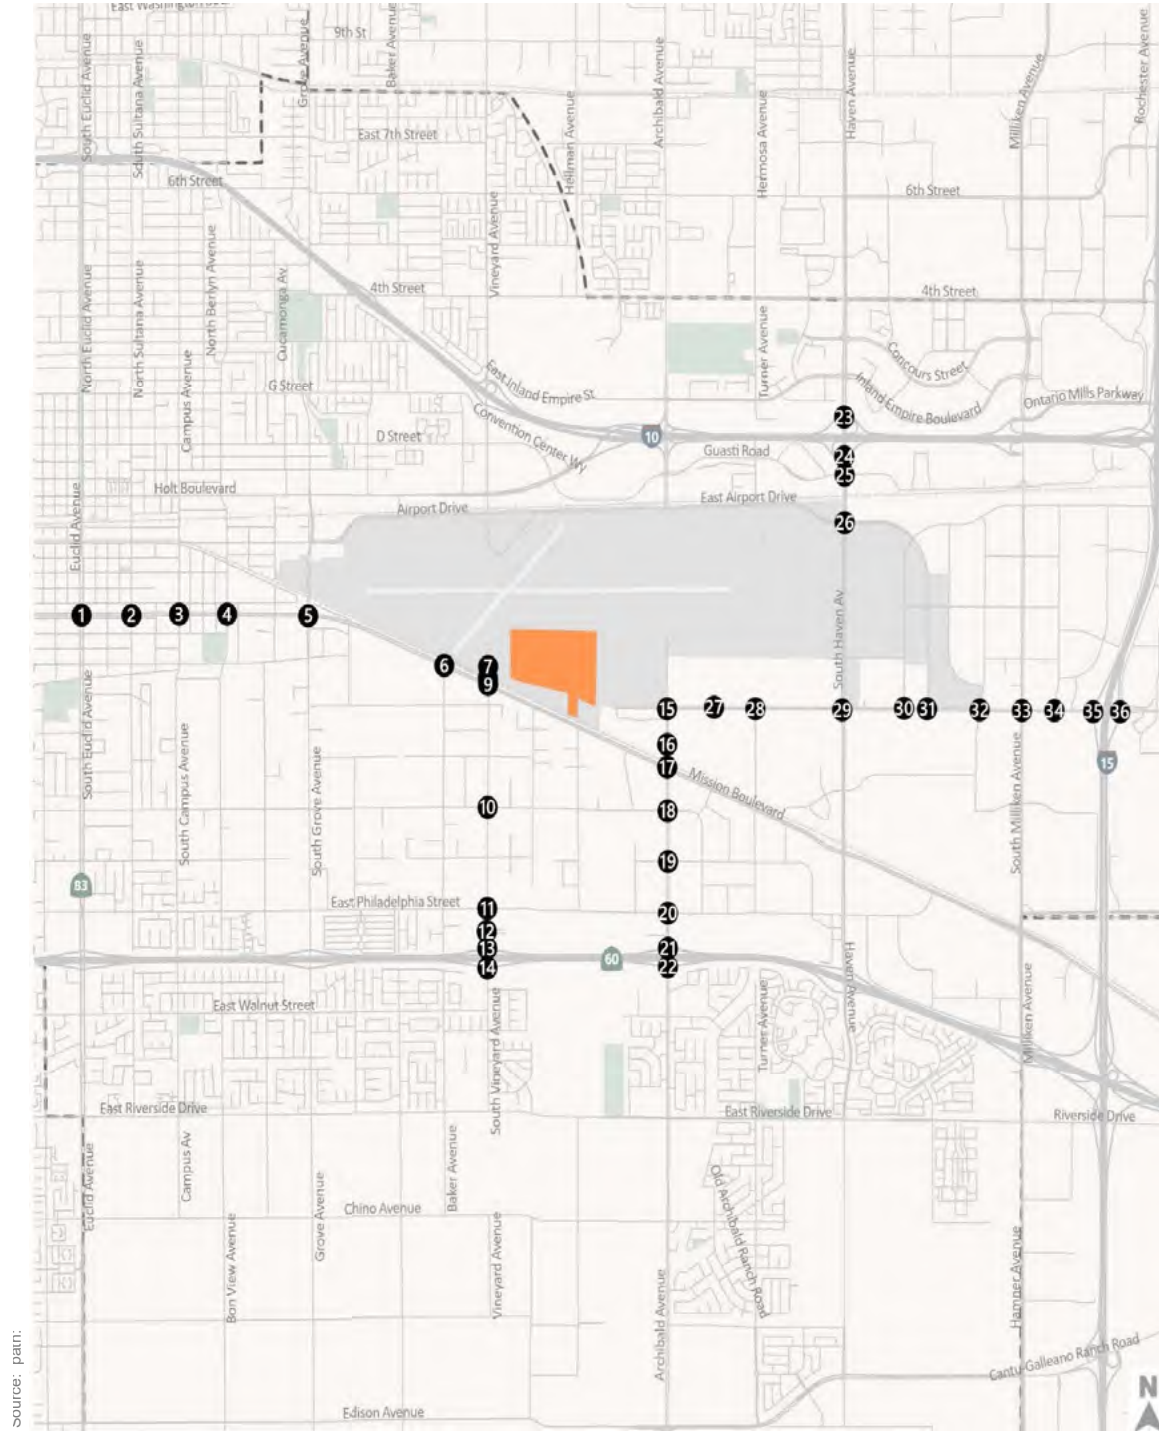 9th St
Grove Avenue
Baker Avenue
South Euclid Avenue
South Sultana Avenue
Archibald Avenue
Hermosa Avenue
Haven Avenue
Milliken Avenue
Rochester Avenue
East 7th Street
Hellman Avenue
6th Street
6th Street
North Euclid Avenue
North Sultana Avenue
North Berlyn Avenue
Cucamonga Av
Vineyard Avenue
4th Street
4th Street
Turner Avenue
Concours Street
Campus Avenue
G Street
East Inland Empire St
Inland Empire Boulevard
Ontario Mills Parkway
Convention Center Wy
D Street
10
23
Guasti Road
24
25
Holt Boulevard
Airport Drive
East Airport Drive
26
Euclid Avenue
1
2
3
4
5
South Haven Av
6
7
9
15
27
28
29
30
31
32
33
34
35
36
South Euclid Avenue
South Campus Avenue
South Grove Avenue
16
17
Mission Boulevard
15
South Milliken Avenue
10
18
19
83
East Philadelphia Street
11
20
12
13
21
14
60
22
Haven Avenue
East Walnut Street
South Vineyard Avenue
Turner Avenue
Milliken Avenue
East Riverside Drive
East Riverside Drive
Riverside Drive
Euclid Avenue
Campus Av
Baker Avenue
Old Archibald Ranch Road
Chino Avenue
Grove Avenue
Bon View Avenue
Vineyard Avenue
Archibald Avenue
Hamner Avenue
Cantu-Galleano Ranch Road
Edison Avenue
N
Source: